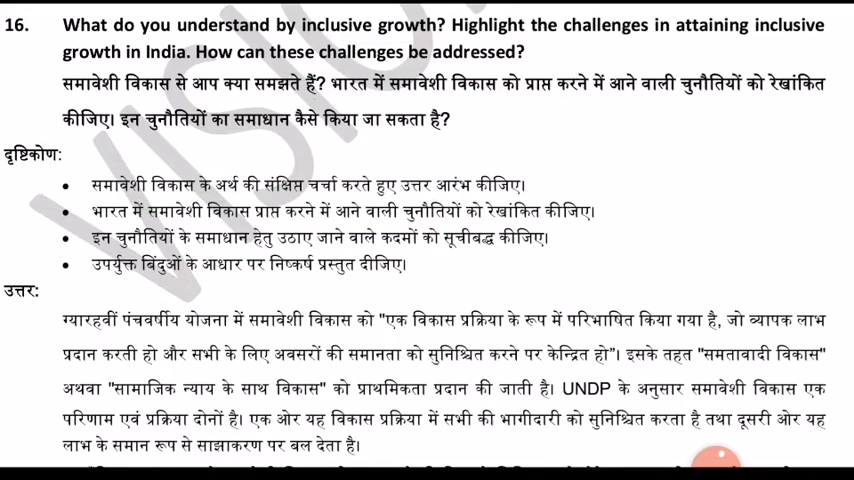 16. What do you understand by inclusive growth? Highlight the challenges in attaining inclusive
growth in India. How can these challenges be addressed?
समावेशी विकास से आप क्या समझते हैं? भारत में समावेशी विकास को प्राप्त करने में आने वाली चुनौतियों को रेखांकित
कीजिए। इन चुनौतियों का समाधान कैसे किया जा सकता है?
दृष्टिकोण:
• समावेशी विकास के अर्थ की संक्षिप्त चर्चा करते हुए उत्तर आरंभ कीजिए।
• भारत में समावेशी विकास प्राप्त करने में आने वाली चुनौतियों को रेखांकित कीजिए।
• इन चुनौतियों के समाधान हेतु उठाए जाने वाले कदमों को सूचीबद्ध कीजिए।
• उपर्युक्त बिंदुओं के आधार पर निष्कर्ष प्रस्तुत दीजिए।
उत्तर:
ग्यारहवीं पंचवर्षीय योजना में समावेशी विकास को "एक विकास प्रक्रिया के रूप में परिभाषित किया गया है, जो व्यापक लाभ
प्रदान करती हो और सभी के लिए अवसरों की समानता को सुनिश्चित करने पर केन्द्रित हो"। इसके तहत "समतावादी विकास"
अथवा "सामाजिक न्याय के साथ विकास" को प्राथमिकता प्रदान की जाती है। UNDP के अनुसार समावेशी विकास एक
परिणाम एवं प्रक्रिया दोनों है। एक ओर यह विकास प्रक्रिया में सभी की भागीदारी को सुनिश्चित करता है तथा दूसरी ओर यह
लाभ के समान रूप से साझाकरण पर बल देता है।